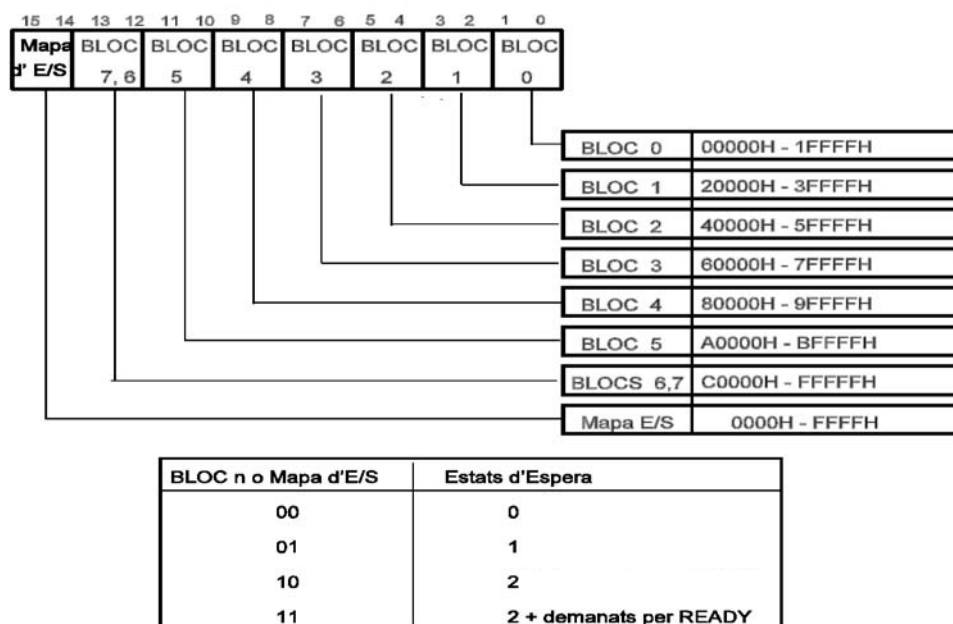 15 14 13 12 11 10 9 8 7 6 5 4 3 2 1 0
Mapa BLOC BLOC BLOC BLOC BLOC BLOC BLOC
d' E/S 7, 6 5 4 3 2 1 0
BLOC 0 00000H - 1FFFFH
BLOC 1 20000H - 3FFFFH
BLOC 2 40000H - 5FFFFH
BLOC 3 60000H - 7FFFFH
BLOC 4 80000H - 9FFFFH
BLOC 5 A0000H - BFFFFH
BLOCS 6,7 C0000H - FFFFFH
Mapa E/S 0000H - FFFFH
BLOC n o Mapa d'E/S Estats d'Espera
00 0
01 1
10 2
11 2 + demanats per READY